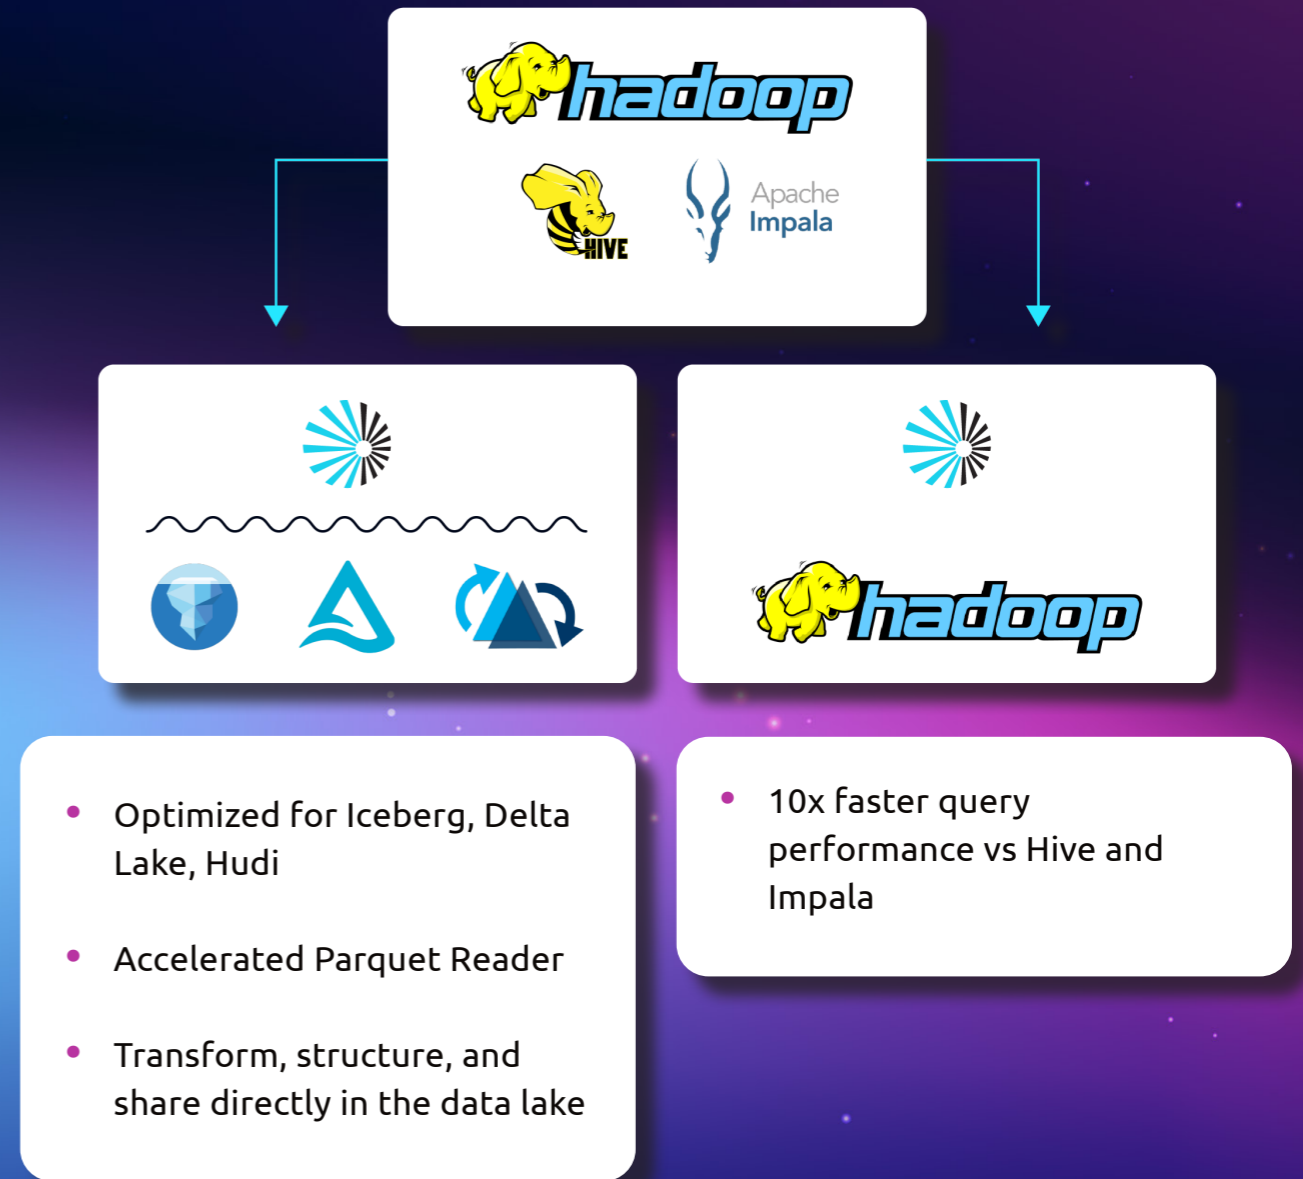 hadoop
HIVE
Apache
Impala
hadoop
Optimized for Iceberg, Delta
Lake, Hudi
Accelerated Parquet Reader
Transform, structure, and
share directly in the data lake
10x faster query
performance vs Hive and
Impala